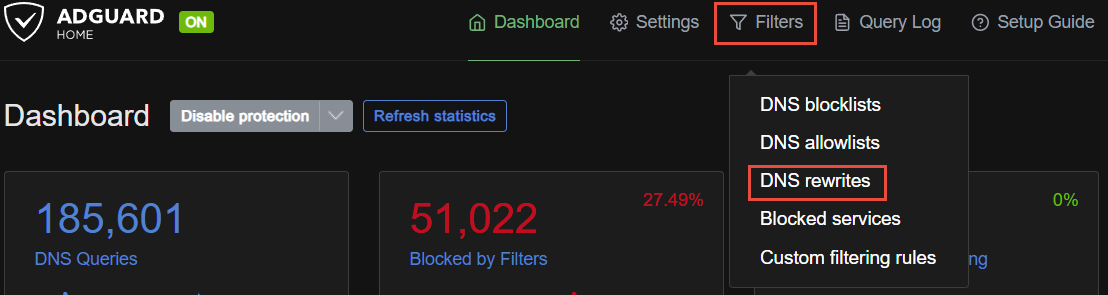 ADGUARD
HOME
ON
Dashboard
Settings
Filters
Query Log
Setup Guide
Dashboard
Disable protection
Refresh statistics
DNS blocklists
DNS allowlists
DNS rewrites
Blocked services
Custom filtering rules
185,601
DNS Queries
51,022
27.49%
Blocked by Filters
0%